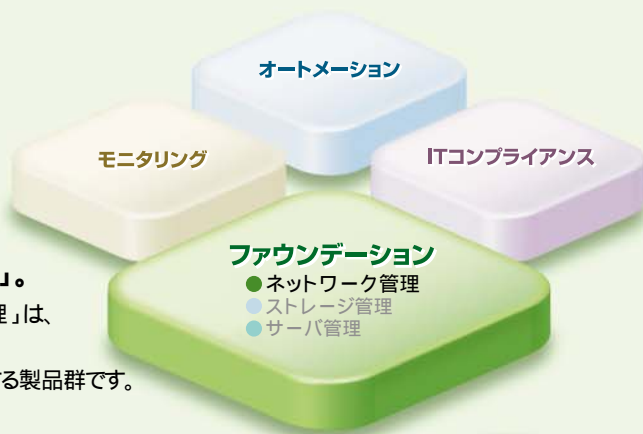 オートメーション
モニタリング
ITコンプライアンス
ファウンデーション
●ネットワーク管理
●ストレージ管理
●サーバ管理
」。
」は、
る製品群です。